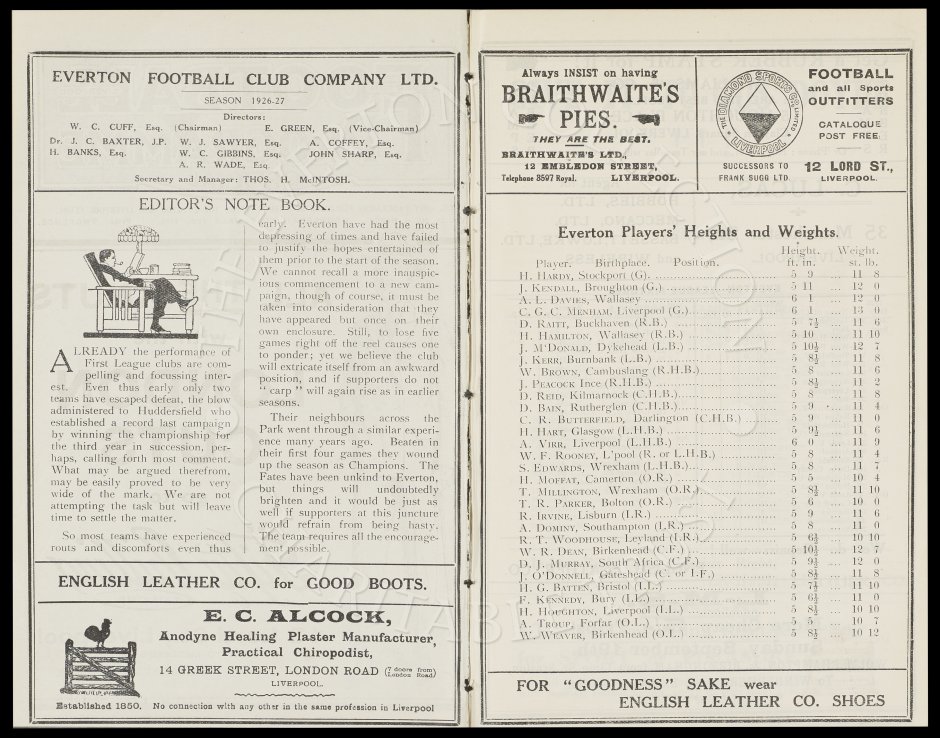 EVERTON FOOTBALL CLUB COMPANY LTD.
SEASON 1926-27
Directors:
W. C. CUFF, Esq. (Chairman) E. GREEN, Esq. (Vice-Chairman)
Dr. J. C. BAXTER, J.P. W. J. SAWYER, Esq. A. COFFEY, Esq.
H. BANKS, Esq. W. C. GIBBINS, Esq. JOHN SHARP, Esq.
A. R. WADE, Esq.
Secretary and Manager: THOS. H. McINTOSH.
EDITOR'S NOTE BOOK.
ALREADY the performance of
First League clubs are com-
pelling and focussing inter-
est. Even thus early only two
teams have escaped defeat, the blow
administered to Huddersfield who
established a record last campaign
by winning the championship for
the third year in succession, per-
haps, calling forth most comment.
What may be argued therefrom,
may be easily proved to be very
wide of the mark. We are not
attempting the task but will leave
time to settle the matter.
So most teams have experienced
routs and discomforts even thus
early. Everton have had the most
depressing of times and have failed
to justify the hopes entertained of
them prior to the start of the season.
We cannot recall a more inauspic-
ious commencement to a new cam-
paign, though of course, it must be
taken into consideration that they
have appeared but once on their
own enclosure. Still, to lose five
games right off the reel causes one
to ponder; yet we believe the club
will extricate itself from an awkward
position, and if supporters do not
" carp " will again rise as in earlier
seasons.
Their neighbours across the
Park went through a similar experi-
ence many years ago. Beaten in
their first four games they wound
up the season as Champions. The
Fates have been unkind to Everton,
but things will undoubtedly
brighten and it would be just as
well if supporters at this juncture
would refrain from being hasty.
The team requires all the encourage-
ment possible.
ENGLISH LEATHER CO. for GOOD BOOTS.
E. C. ALCOCK,
Anodyne Healing Plaster Manufacturer,
Practical Chiropodist,
14 GREEK STREET, LONDON ROAD (7 doors from London Road)
LIVERPOOL.
Established 1850. No connection with any other in the same profession in Liverpool
Always INSIST on having
BRAITHWAITE'S
PIES.
THEY ARE THE BEST.
BRAITHWAITE'S LTD.,
12 EMBLEDON STREET,
Telephone 3597 Royal. LIVERPOOL.
THE DIAMOND SPORTS CO. LIMITED
LIVERPOOL
SUCCESSORS TO
FRANK SUGG LTD.
FOOTBALL
and all Sports
OUTFITTERS
CATALOGUE
POST FREE.
12 LORD ST.,
LIVERPOOL.
Everton Players' Heights and Weights.
Height. Weight.
Player. Birthplace. Position. ft. in. st. lb.
H. HARDY, Stockport (G). 5 9 ... 11 8
J. KENDALL, Broughton (G.) 5 11 ... 12 0
A. L. DAVIES, Wallasey 6 1 ... 12 0
C. G. C. MENHAM, Liverpool (G.) 6 1 ... 13 0
D. RAITT, Buckhaven (R.B.) 5 7½ ... 11 6
H. HAMILTON, Wallasey (R.B.) 5 10 ... 11 10
J. M'DONALD, Dykehead (L.B.) 5 10½ ... 12 7
J. KERR, Burnbank (L.B.) 5 8½ ... 11 8
W. BROWN, Cambuslang (R.H.B.) 5 8 ... 11 6
J. PEACOCK Ince (R.H.B.) 5 8½ ... 11 2
D. REID, Kilmarnock (C.H.B.) 5 8 ... 11 8
D. BAIN, Rutherglen (C.H.B.) 5 9 ... 11 4
C. R. BUTTERFIELD, Darlington (C.H.B.) 5 9 ... 11 0
H. HART, Glasgow (L.H.B.) 5 9½ ... 11 6
A. VIRR, Liverpool (L.H.B.) 6 0 ... 11 9
W. F. ROONEY, L'pool (R. or L.H.B.) 5 8 ... 11 4
S. EDWARDS, Wrexham (L.H.B.) 5 8 ... 11 7
H. MOFFAT, Camerton (O.R.) 5 5 ... 10 4
T. MILLINGTON, Wrexham (O.R.) 5 8½ ... 11 10
T. R. PARKER, Bolton (O.R.) 5 6 ... 10 0
R. IRVINE, Lisburn (I.R.) 5 9 ... 11 6
A. DOMINY, Southampton (I.R.) 5 8 ... 11 0
R. T. WOODHOUSE, Leyland (I.R.) 5 6½ ... 10 10
W. R. DEAN, Birkenhead (C.F.) 5 10½ ... 12 7
D. J. MURRAY, South Africa (C.F.) 5 9½ ... 12 0
J. O'DONNELL, Gateshead (C. or I.F.) 5 8½ ... 11 8
H. G. BATTEN, Bristol (I.L.) 5 7½ ... 11 10
F. KENNEDY, Bury (I.L.) 5 6½ ... 11 0
H. HOUGHTON, Liverpool (I.L.) 5 8½ ... 10 10
A. TROUP, Forfar (O.L.) 5 5 ... 10 7
W. WEAVER, Birkenhead (O.L.) 5 8½ ... 10 12
FOR "GOODNESS" SAKE wear
ENGLISH LEATHER CO. SHOES